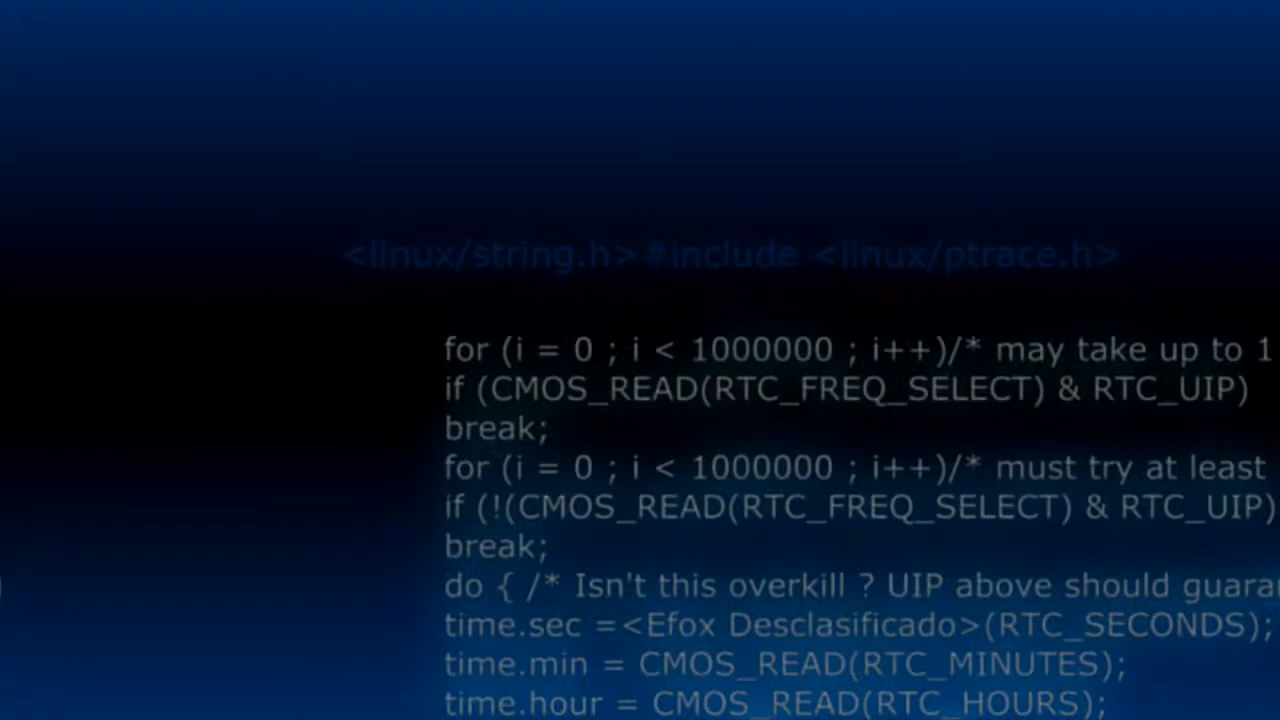 <linux/string.h> #include <linux/ptrace.h>
for (i = 0 ; i < 1000000 ; i++)/* may take up to 1
if (CMOS_READ(RTC_FREQ_SELECT) & RTC_UIP)
break;
for (i = 0 ; i < 1000000 ; i++)/* must try at least
if (!(CMOS_READ(RTC_FREQ_SELECT) & RTC_UIP)
break;
do { /* Isn't this overkill ? UIP above should guara
time.sec =<Efox Desclasificado>(RTC_SECONDS);
time.min = CMOS_READ(RTC_MINUTES);
time.hour = CMOS_READ(RTC_HOURS);